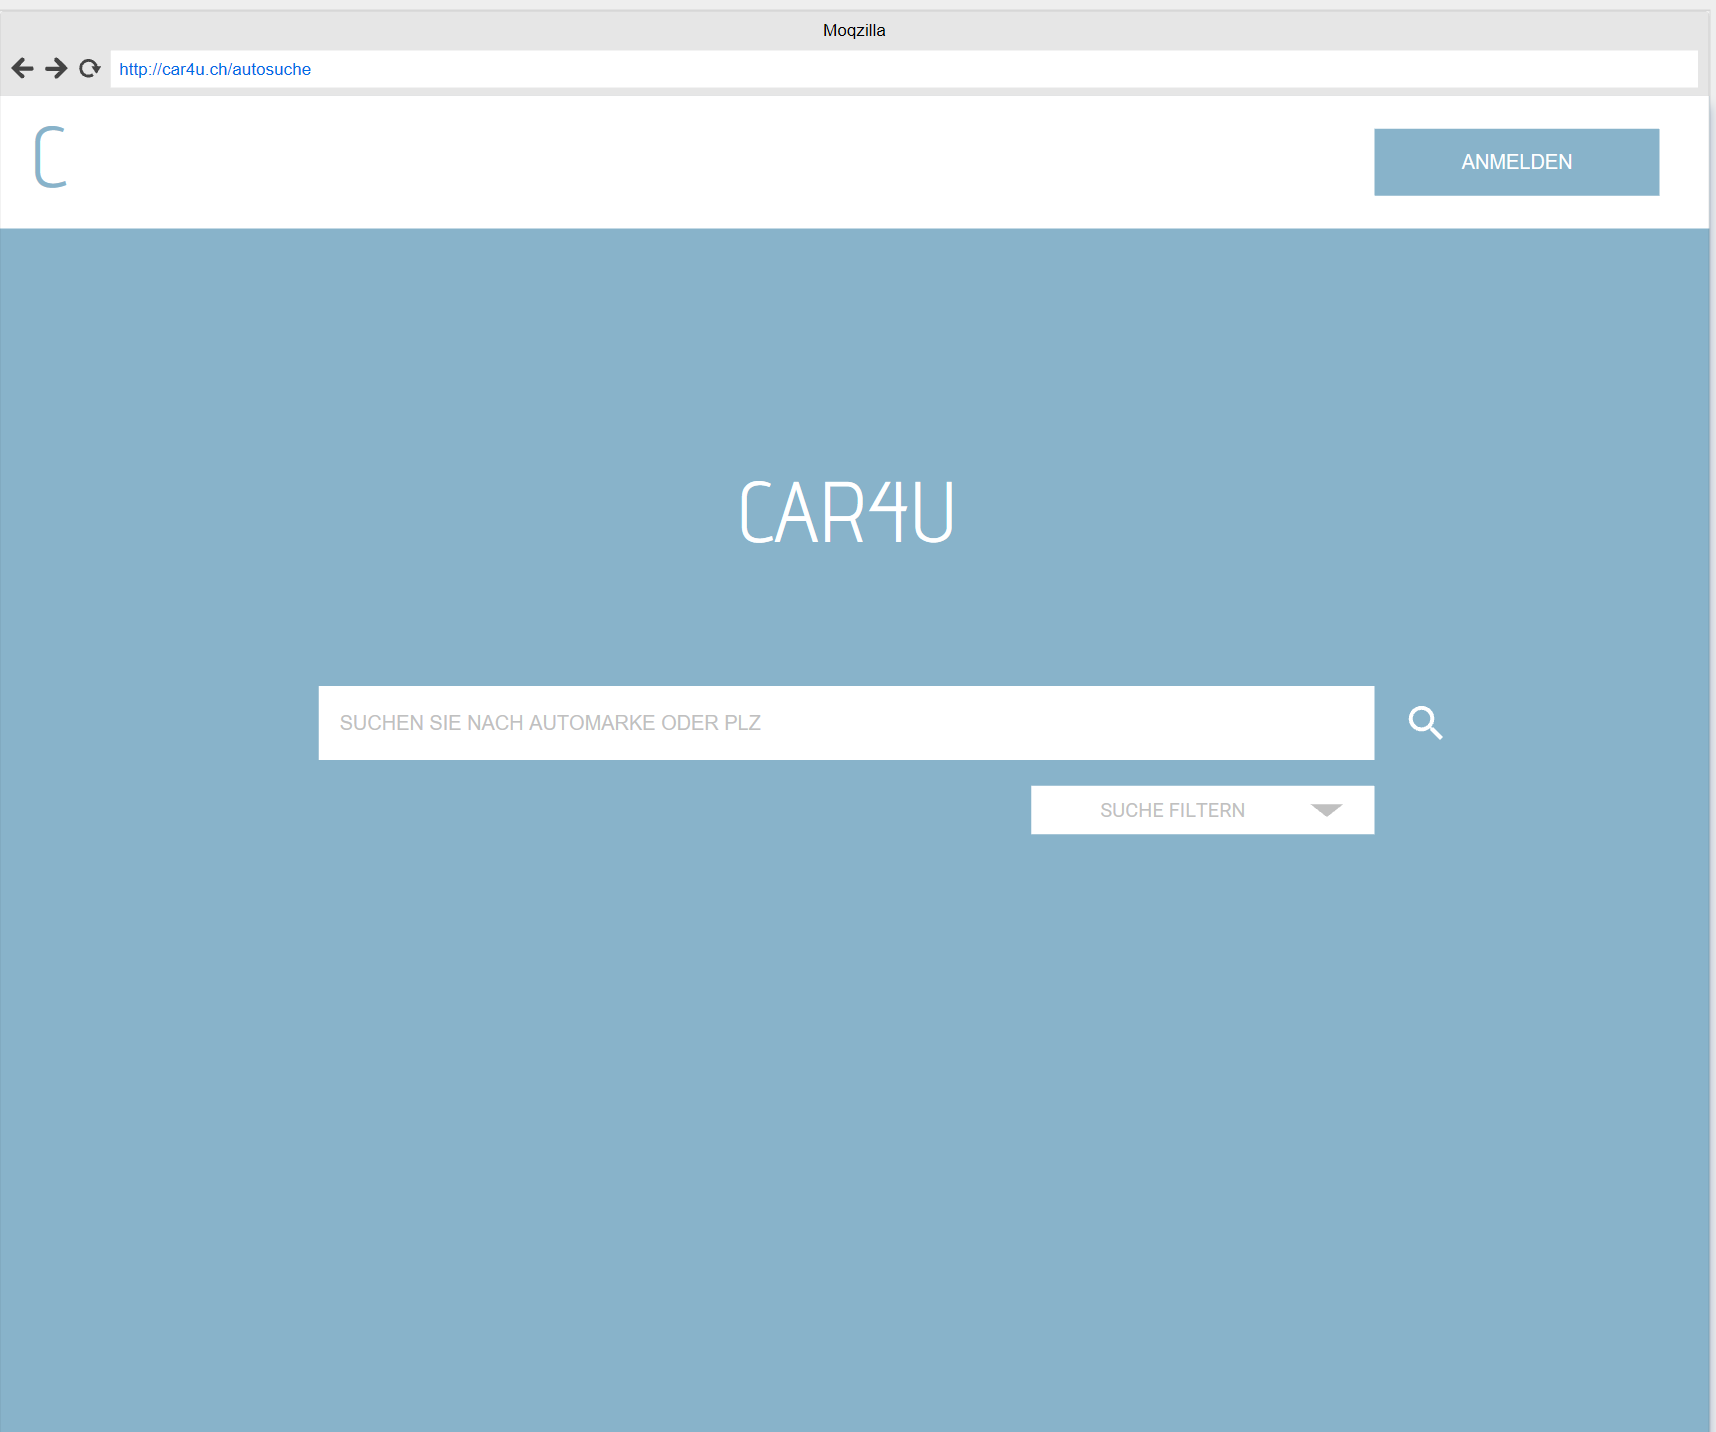 Moqzilla
http://car4u.ch/autosuche
C
ANMELDEN
CAR4U
SUCHEN SIE NACH AUTOMARKE ODER PLZ
SUCHE FILTERN